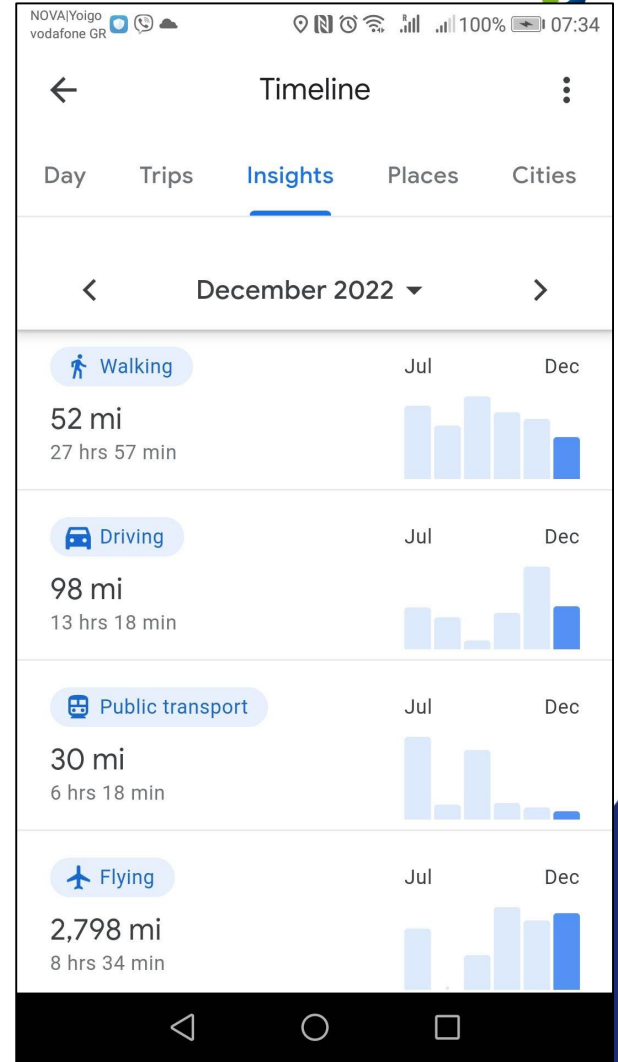 NOVA|Yoigo
vodafone GR
100% 07:34
Timeline
Day Trips Insights Places Cities
December 2022
Walking Jul Dec
52 mi
27 hrs 57 min
Driving Jul Dec
98 mi
13 hrs 18 min
Public transport Jul Dec
30 mi
6 hrs 18 min
Flying Jul Dec
2,798 mi
8 hrs 34 min